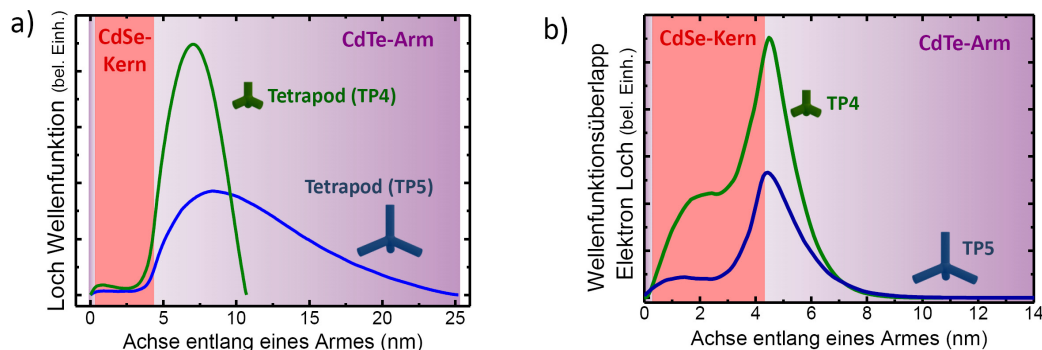 a)
Loch Wellenfunktion (bel. Einh.)
CdSe-
Kern
CdTe-Arm
Tetrapod (TP4)
Tetrapod (TP5)
0 5 10 15 20 25
Achse entlang eines Armes (nm)
b)
Wellenfunktionsüberlapp
Elektron Loch (bel. Einh.)
CdSe-Kern
CdTe-Arm
TP4
TP5
0 2 4 6 8 10 12 14
Achse entlang eines Armes (nm)